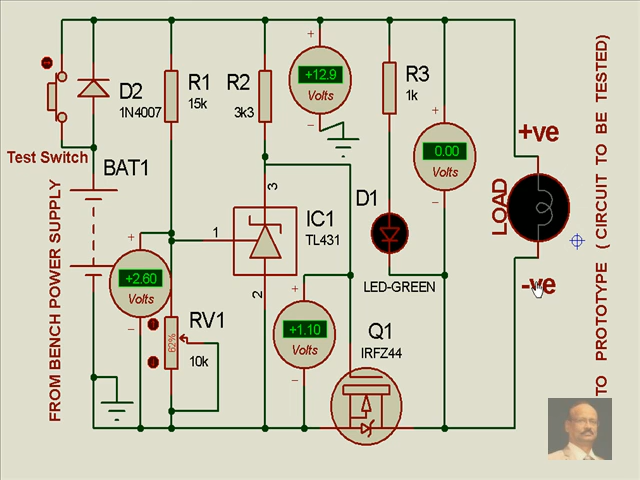 D2
1N4007
R1
15k
R2
3k3
+12.9
Volts
R3
1k
0.00
Volts
+ve
Test Switch
BAT1
LOAD
FROM BENCH POWER SUPPLY
TO PROTOTYPE ( CIRCUIT TO BE TESTED)
1
3
IC1
TL431
2
D1
LED-GREEN
+2.60
Volts
-ve
RV1
62%
10k
+1.10
Volts
Q1
IRFZ44